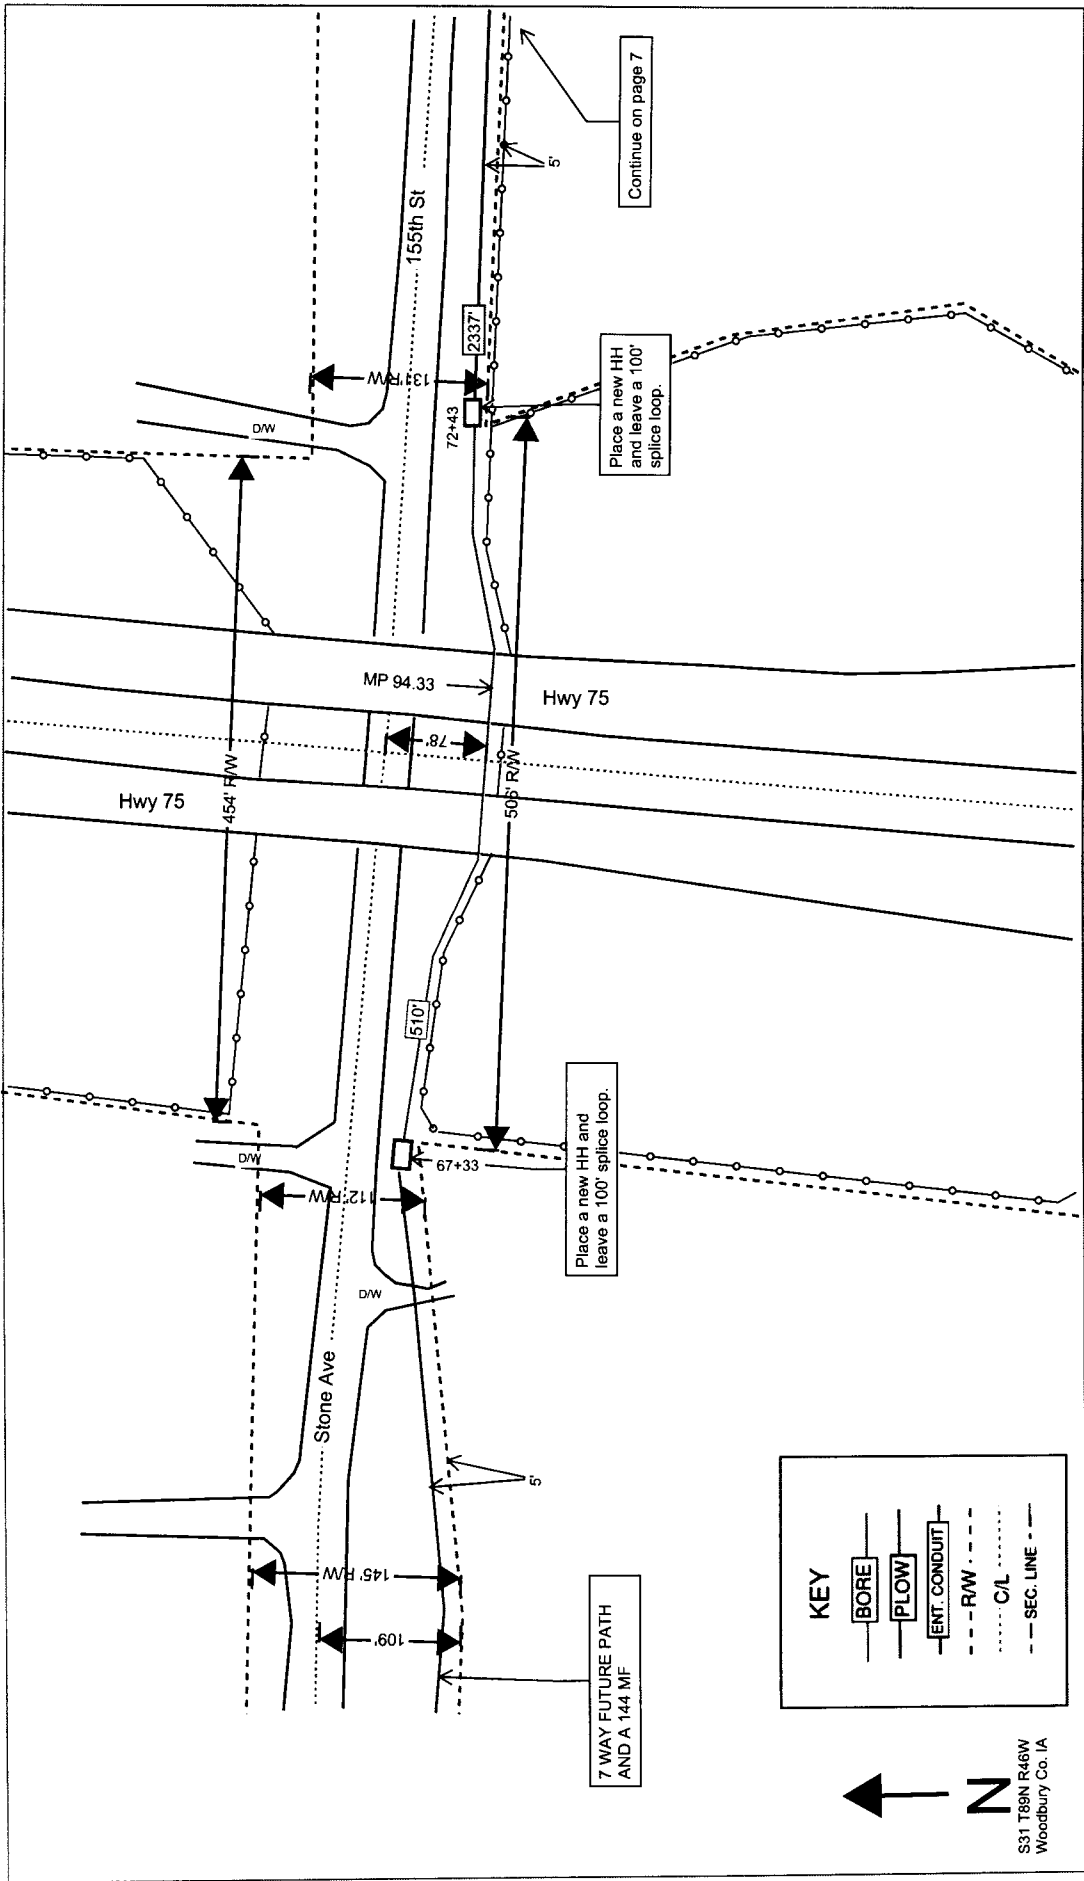 Continue on page 7
155th St
5'
2337'
131' R/W
72+43
Place a new HH
and leave a 100'
splice loop.
D/W
MP 94.33
Hwy 75
78'
454' R/W
506' R/W
Hwy 75
510'
Place a new HH and
leave a 100' splice loop.
67+33
D/W
112' R/W
D/W
Stone Ave
5'
145' R/W
109'
7 WAY FUTURE PATH
AND A 144 MF
KEY
BORE
PLOW
ENT. CONDUIT
R/W
C/L
SEC. LINE
N
S31 T89N R46W
Woodbury Co. IA